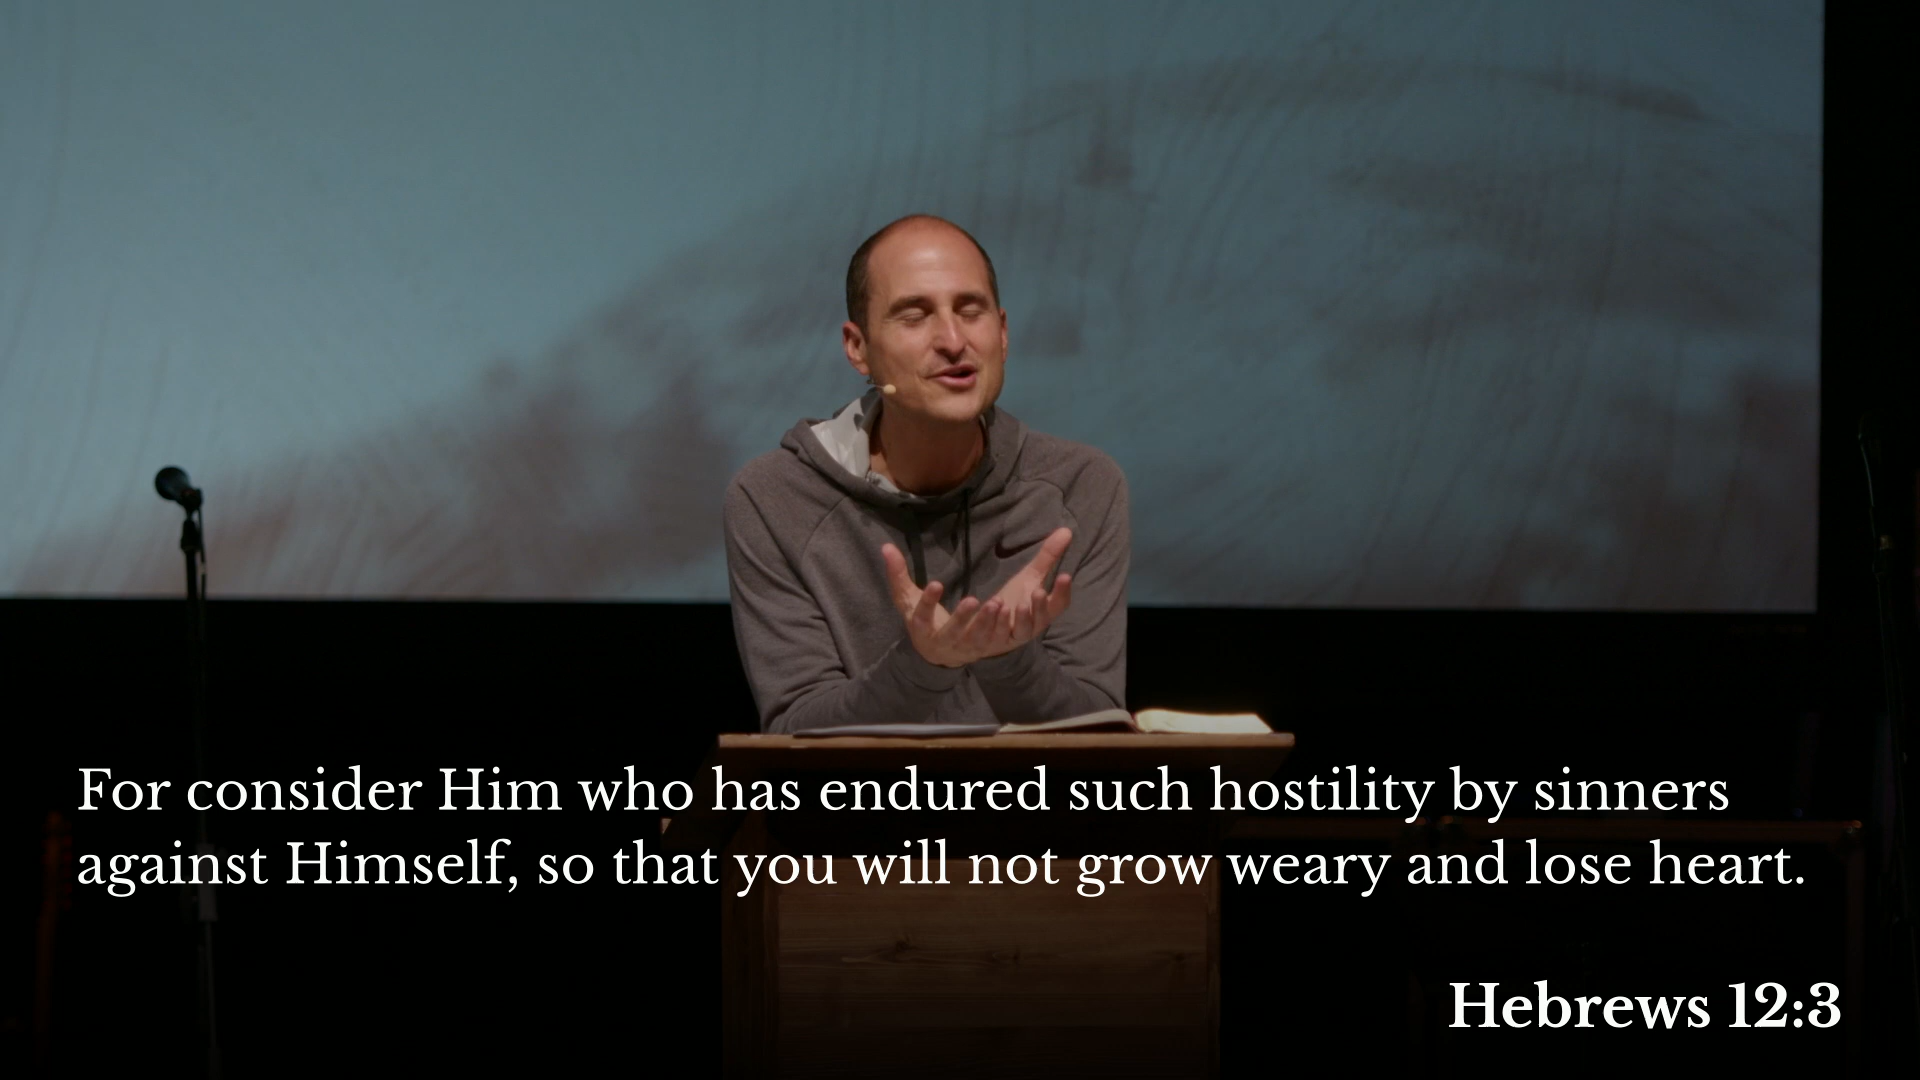 For consider Him who has endured such hostility by sinners
against Himself, so that you will not grow weary and lose heart.
Hebrews 12:3